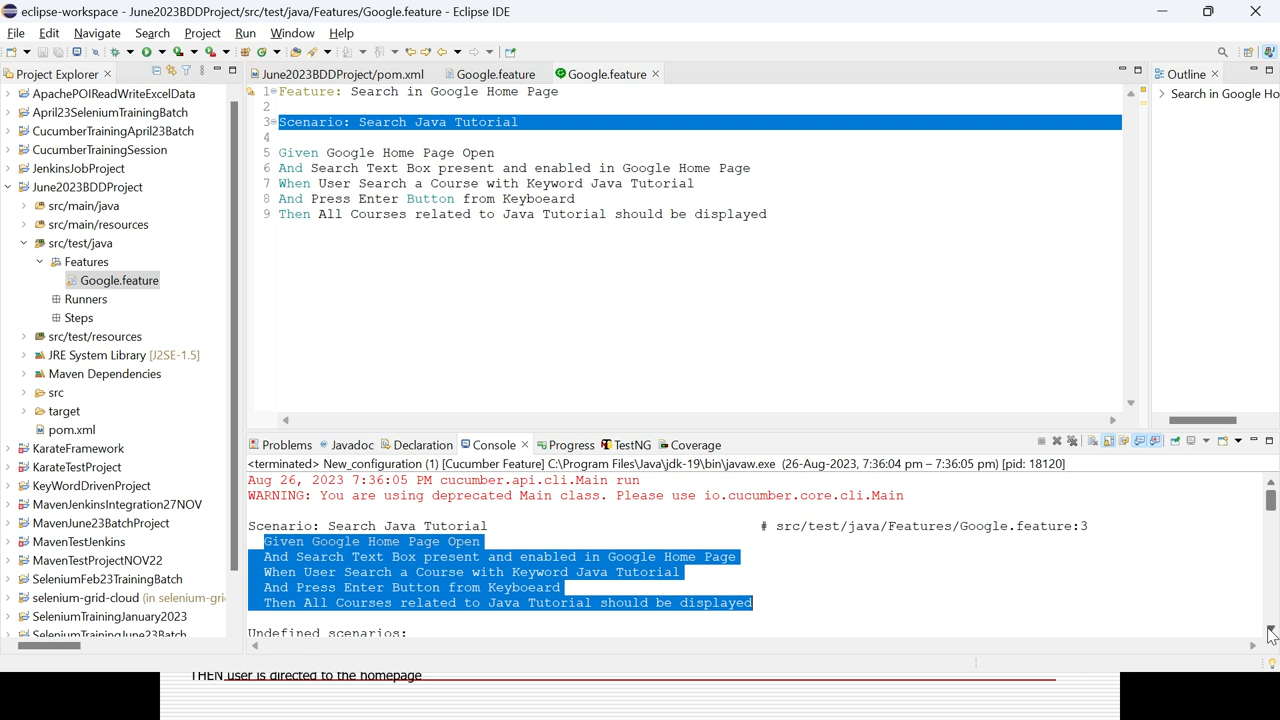 eclipse-workspace - June2023BDDProject/src/test/java/Features/Google.feature - Eclipse IDE
File Edit Navigate Search Project Run Window Help
Project Explorer
ApachePOIReadWriteExcelData
April23SeleniumTrainingBatch
CucumberTrainingApril23Batch
CucumberTrainingSession
JenkinsJobProject
June2023BDDProject
src/main/java
src/main/resources
src/test/java
Features
Google.feature
Runners
Steps
src/test/resources
JRE System Library [J2SE-1.5]
Maven Dependencies
src
target
pom.xml
KarateFramework
KarateTestProject
KeyWordDrivenProject
MavenJenkinsIntegration27NOV
MavenJune23BatchProject
MavenTestJenkins
MavenTestProjectNOV22
SeleniumFeb23TrainingBatch
selenium-grid-cloud (in selenium-gri
SeleniumTrainingJanuary2023
SeleniumTrainingJune23Batch
June2023BDDProject/pom.xml Google.feature Google.feature
1 Feature: Search in Google Home Page
2
3 Scenario: Search Java Tutorial
4
5 Given Google Home Page Open
6 And Search Text Box present and enabled in Google Home Page
7 When User Search a Course with Keyword Java Tutorial
8 And Press Enter Button from Keyboeard
9 Then All Courses related to Java Tutorial should be displayed
Outline
Search in Google Ho
Problems Javadoc Declaration Console Progress TestNG Coverage
<terminated> New_configuration (1) [Cucumber Feature] C:\Program Files\Java\jdk-19\bin\javaw.exe (26-Aug-2023, 7:36:04 pm – 7:36:05 pm) [pid: 18120]
Aug 26, 2023 7:36:05 PM cucumber.api.cli.Main run
WARNING: You are using deprecated Main class. Please use io.cucumber.core.cli.Main
Scenario: Search Java Tutorial # src/test/java/Features/Google.feature:3
Given Google Home Page Open
And Search Text Box present and enabled in Google Home Page
When User Search a Course with Keyword Java Tutorial
And Press Enter Button from Keyboeard
Then All Courses related to Java Tutorial should be displayed
Undefined scenarios:
THEN user is directed to the homepage